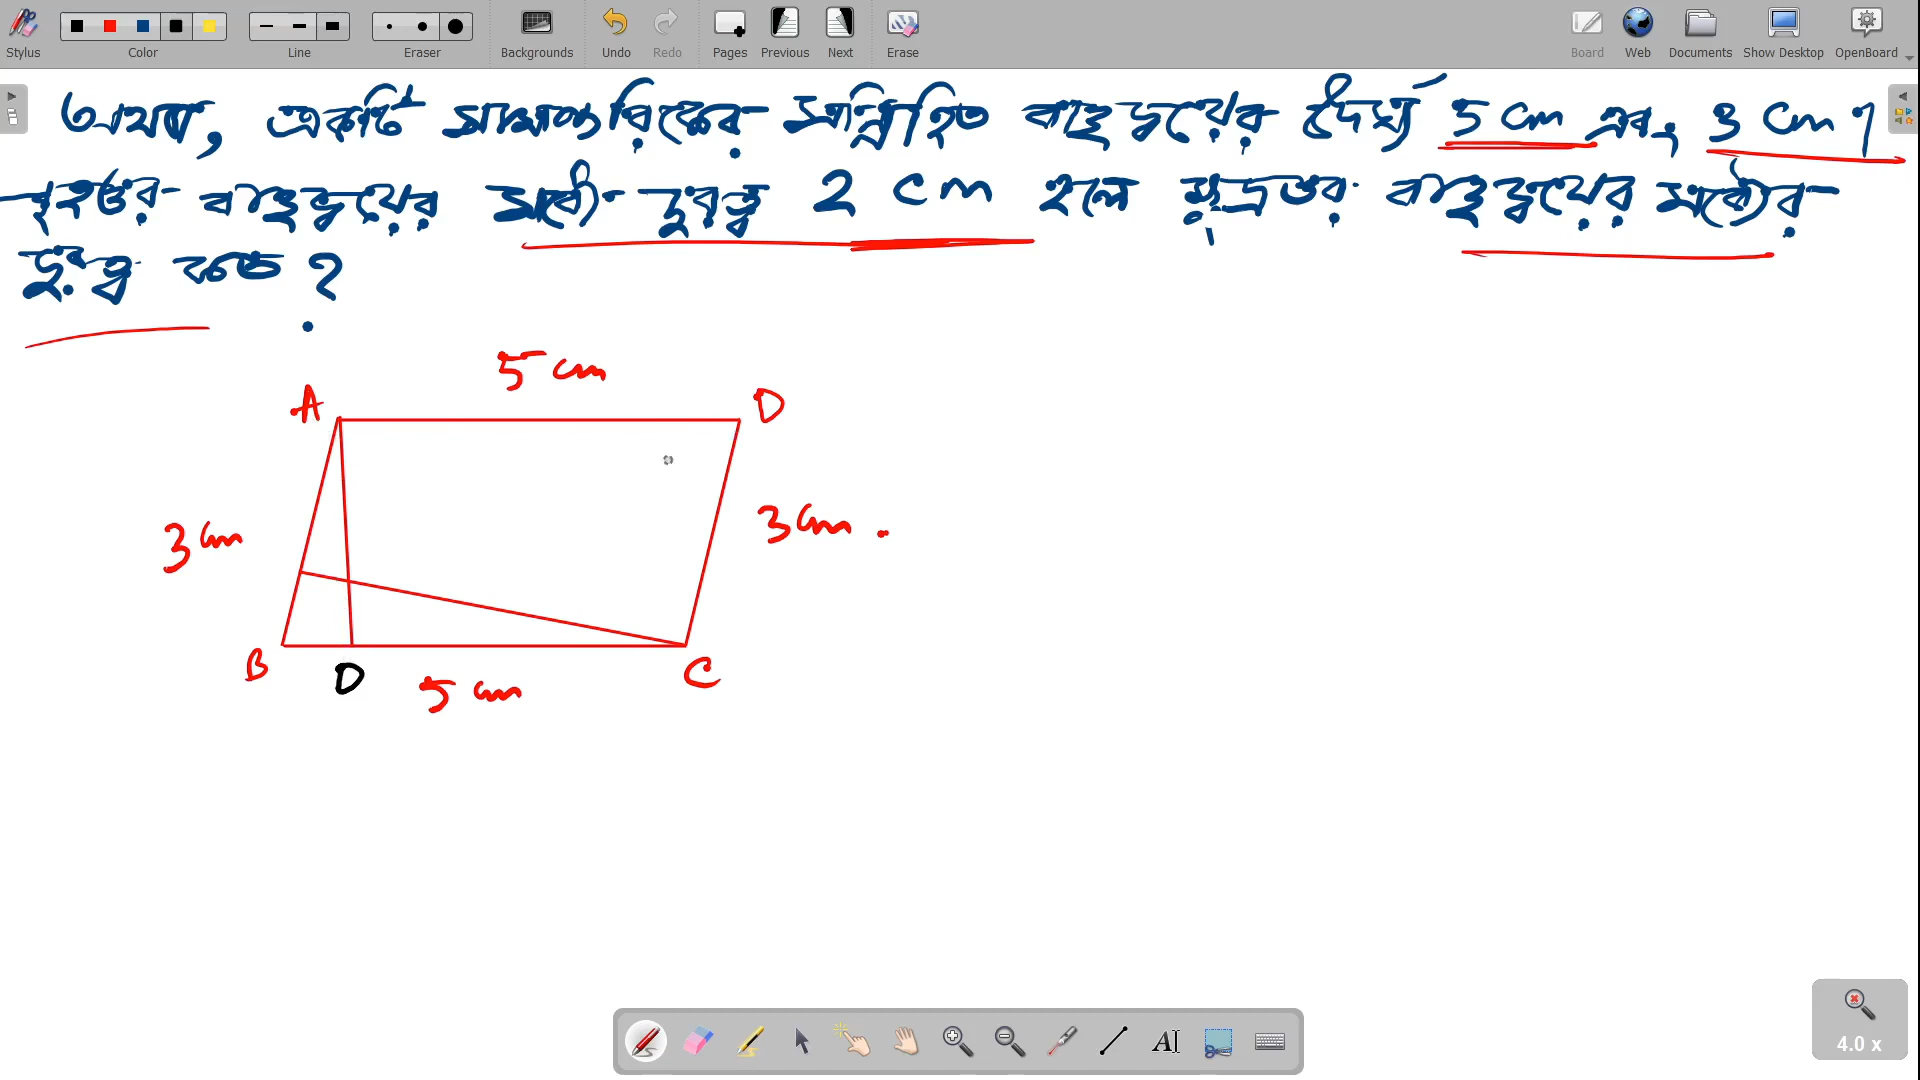 Stylus Color Line Eraser Backgrounds Undo Redo Pages Previous Next Erase Board Web Documents Show Desktop OpenBoard
অথবা, একটি সামান্তরিকের সন্নিহিত বাহুদ্বয়ের দৈর্ঘ্য 5 cm এবং 3 cm।
বৃহত্তর বাহুদ্বয়ের মধ্যে দুরত্ব 2 cm হলে ক্ষুদ্রতর বাহুদ্বয়ের মধ্যের
দুরত্ব কত ?
5 cm
A D
3 cm 3 cm .
B D 5 cm C
4.0 x